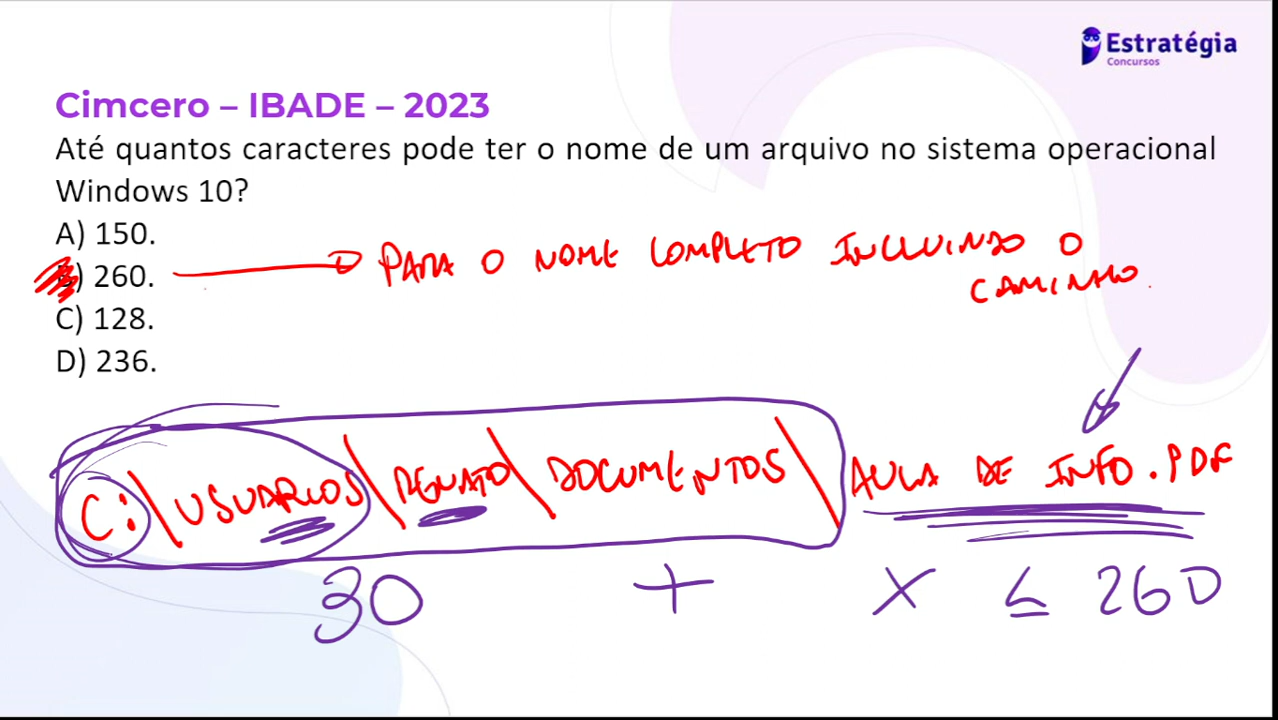 Estratégia
Concursos
Cimcero – IBADE – 2023
Até quantos caracteres pode ter o nome de um arquivo no sistema operacional
Windows 10?
A) 150.
B) 260.
PARA O NOME COMPLETO INCLUINDO O
CAMINHO.
C) 128.
D) 236.
C:\USUARIOS\RENATO\DOCUMENTOS\AULA DE INFO.PDF
30 + X ≤ 260